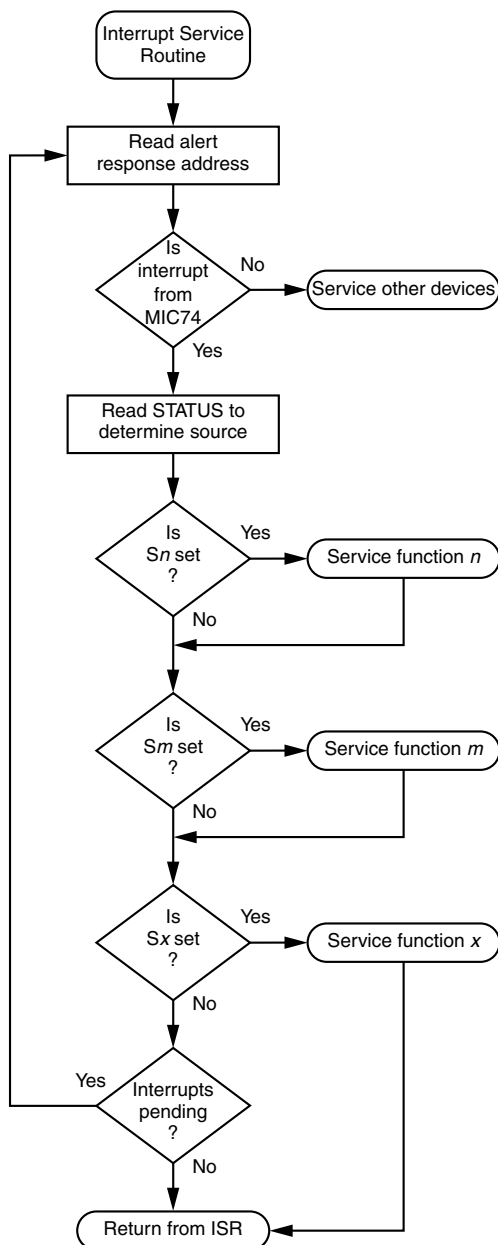 Interrupt Service
Routine
Read alert
response address
Is
interrupt
from
MIC74
No
Service other devices
Yes
Read STATUS to
determine source
Is
Sn set
?
Yes
Service function n
No
Is
Sm set
?
Yes
Service function m
No
Is
Sx set
?
Yes
Service function x
No
Yes
Interrupts
pending
?
No
Return from ISR